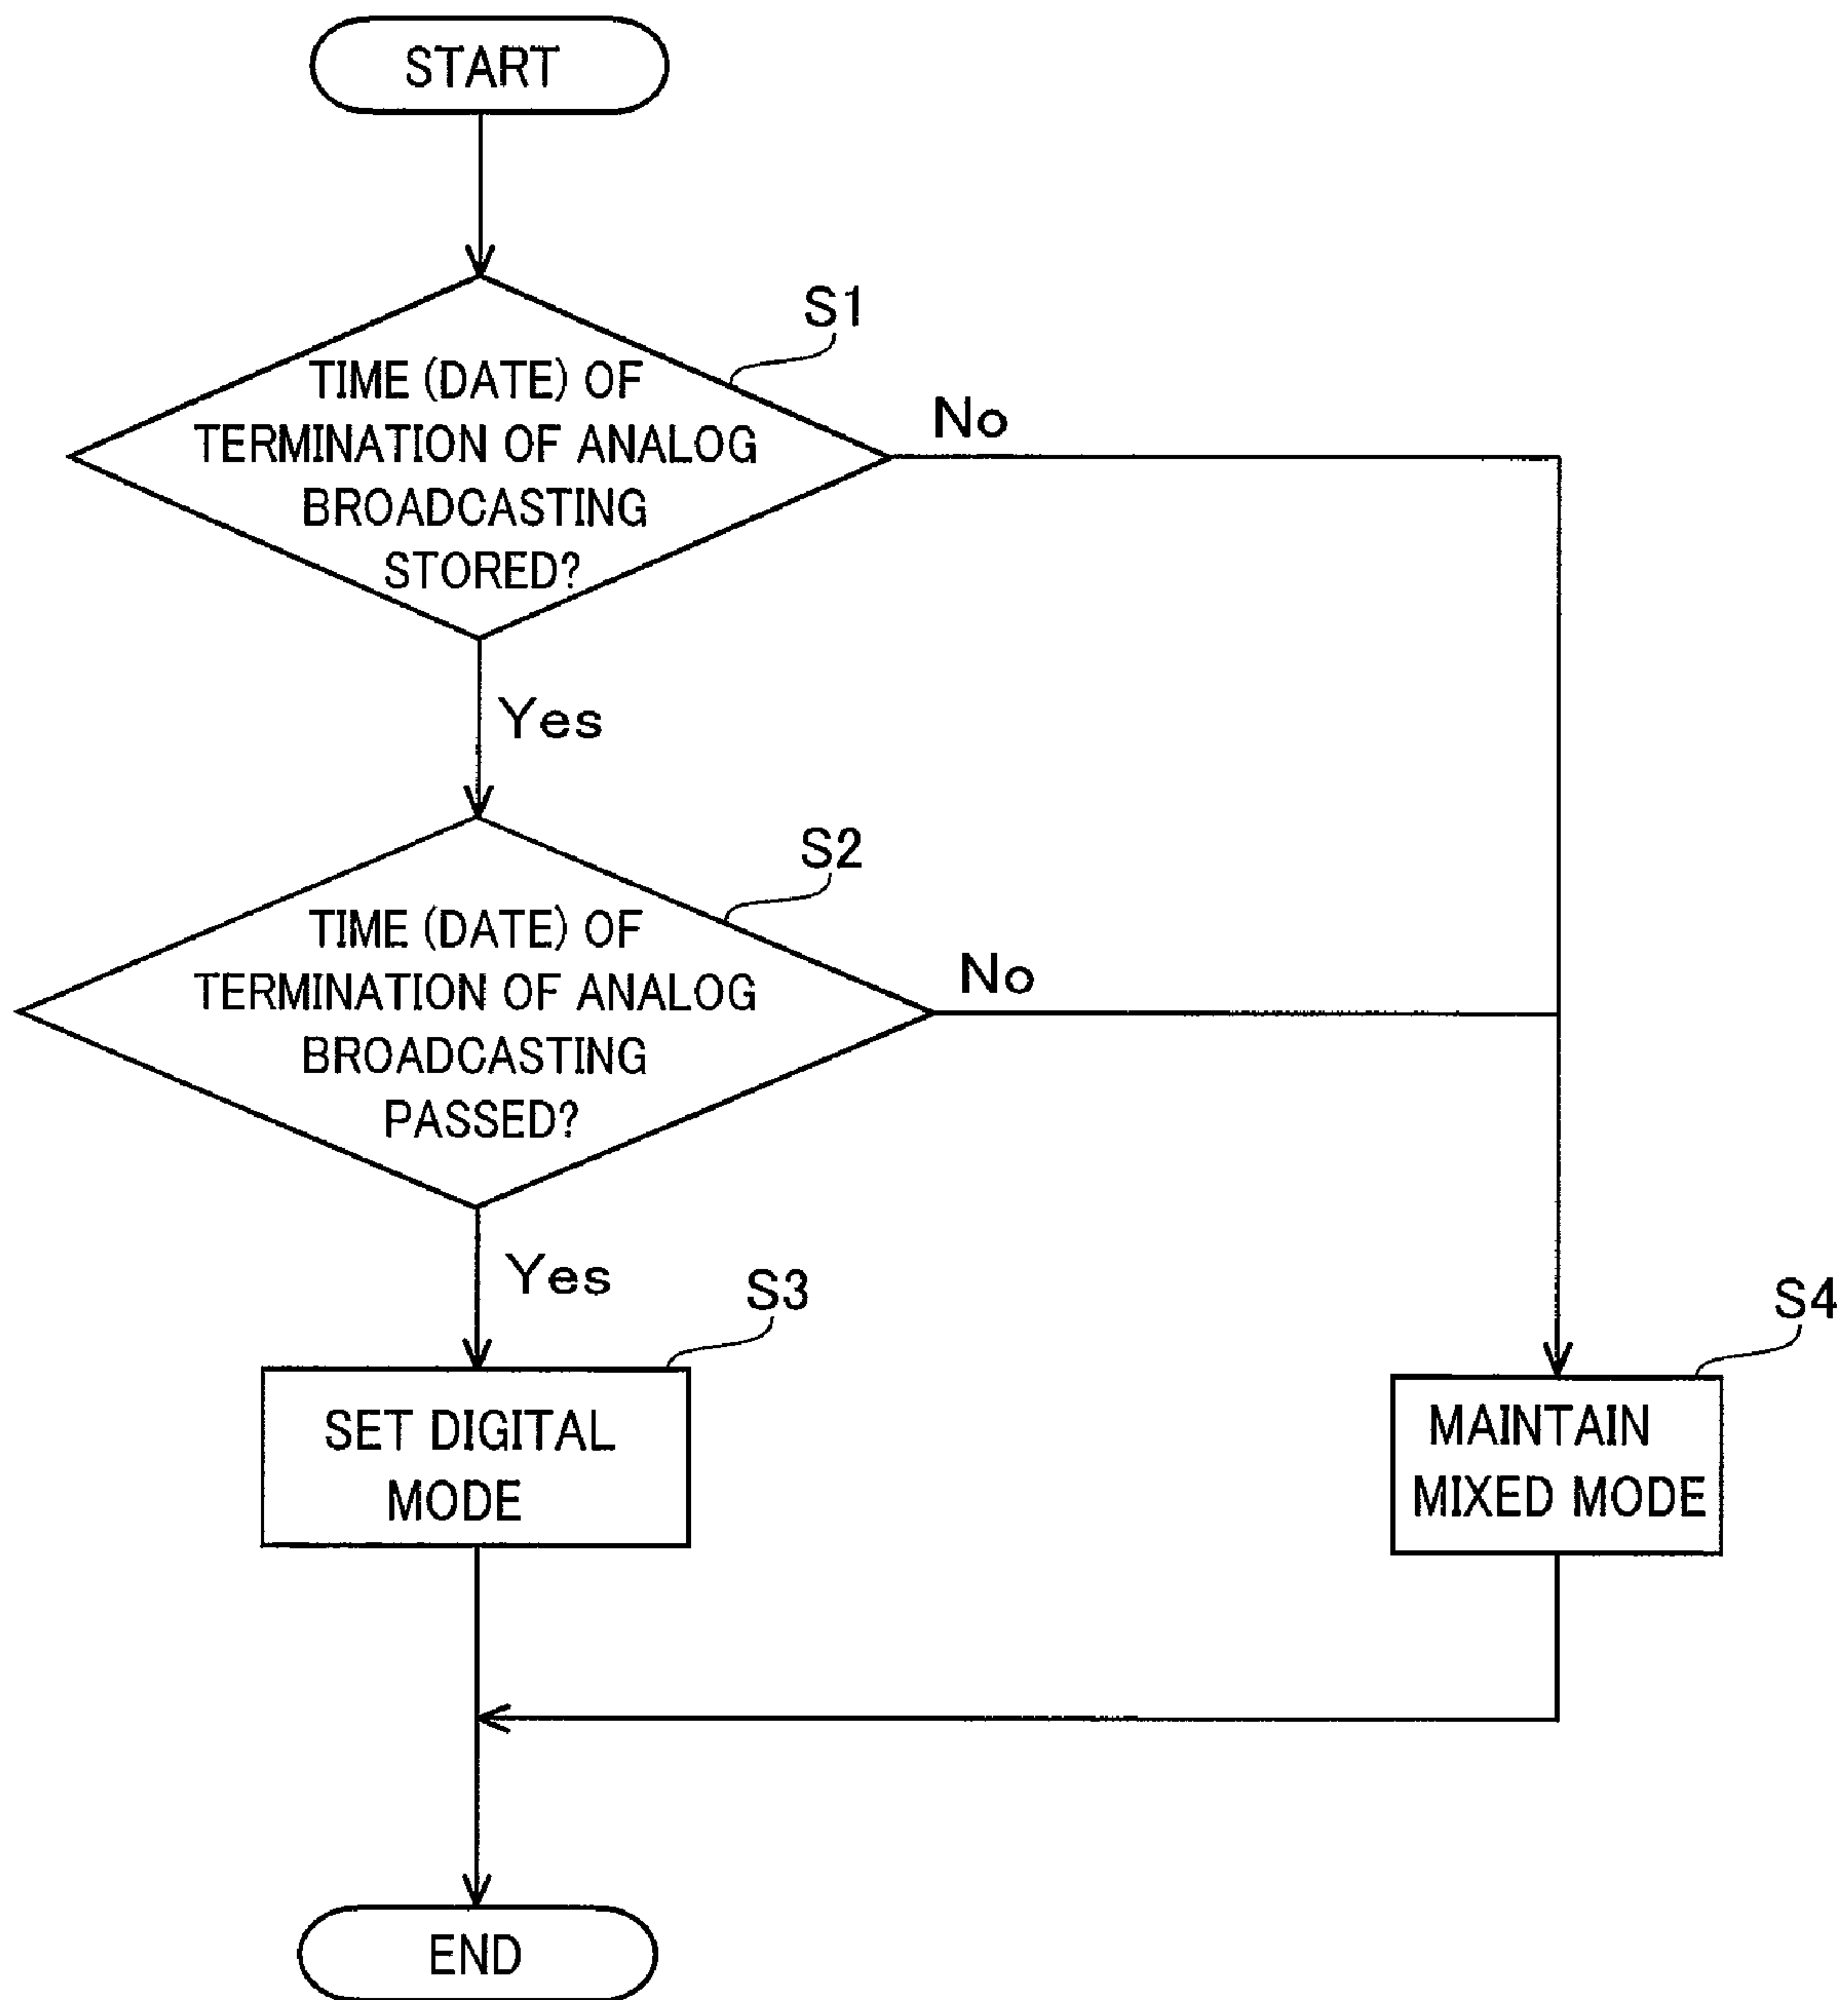 START
S1
TIME (DATE) OF
TERMINATION OF ANALOG
BROADCASTING
STORED?
No
Yes
S2
TIME (DATE) OF
TERMINATION OF ANALOG
BROADCASTING
PASSED?
No
Yes
S3
SET DIGITAL
MODE
S4
MAINTAIN
MIXED MODE
END